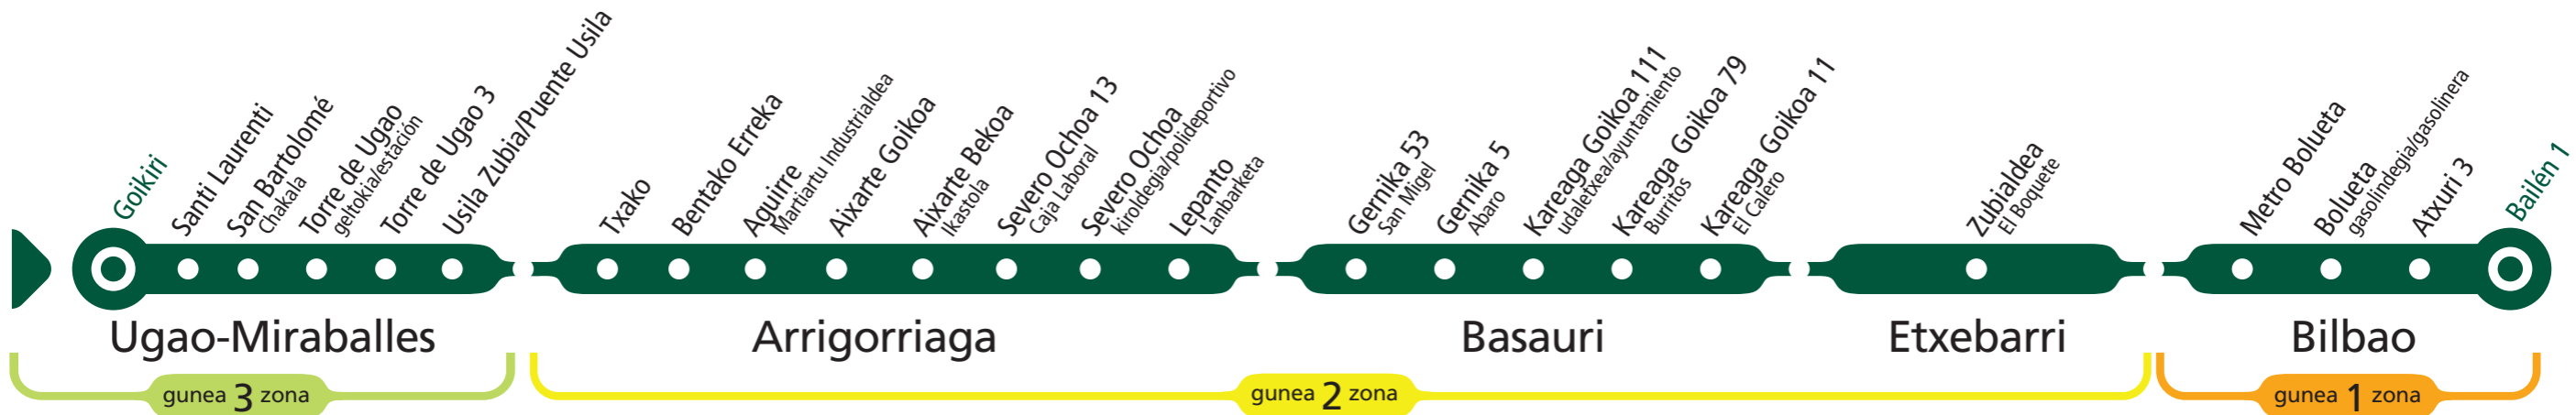 Goikiri
Santi Laurenti
San Bartolomé
Chakala
Torre de Ugao
geltokia/estación
Torre de Ugao 3
Usila Zubia/Puente Usila
Txako
Bentako Erreka
Aguirre
Martiartu Industrialdea
Aixarte Goikoa
Aixarte Bekoa
Ikastola
Severo Ochoa 13
Caja Laboral
Severo Ochoa
kiroldegia/polideportivo
Lepanto
Lanbarketa
Gernika 53
San Migel
Gernika 5
Abaro
Kareaga Goikoa 111
udaletxea/ayuntamiento
Kareaga Goikoa 79
Burritos
Kareaga Goikoa 11
El Calero
Zubialdea
El Boquete
Metro Bolueta
Bolueta
gasolindegia/gasolinera
Atxuri 3
Bailén 1
Ugao-Miraballes
Arrigorriaga
Basauri
Etxebarri
Bilbao
gunea 3 zona
gunea 2 zona
gunea 1 zona